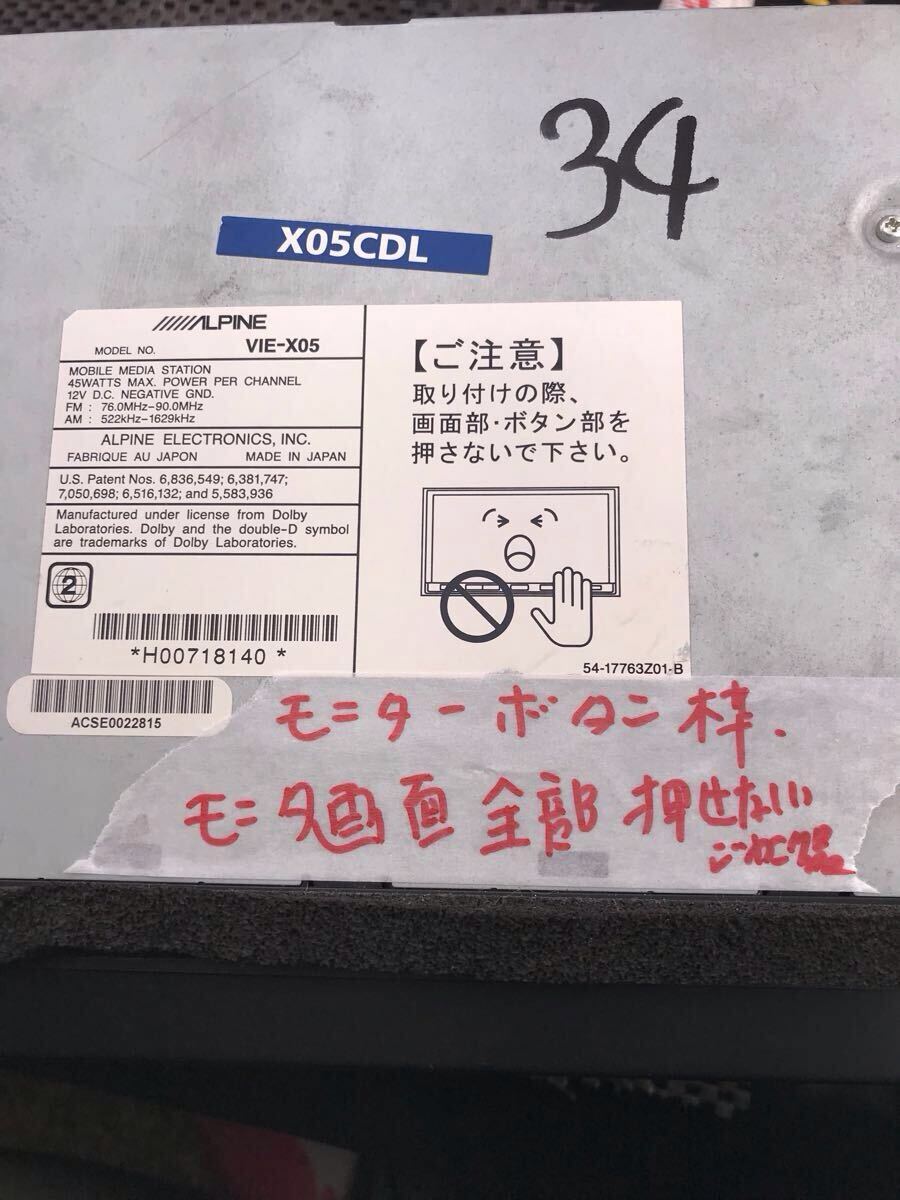 34
X05CDL
ALPINE
MODEL NO. VIE-X05
MOBILE MEDIA STATION
45WATTS MAX. POWER PER CHANNEL
12V D.C. NEGATIVE GND.
FM : 76.0MHz–90.0MHz
AM : 522kHz–1629kHz
ALPINE ELECTRONICS, INC.
FABRIQUE AU JAPON MADE IN JAPAN
U.S. Patent Nos. 6,836,549; 6,381,747;
7,050,698; 6,516,132; and 5,583,936
Manufactured under license from Dolby
Laboratories. Dolby and the double-D symbol
are trademarks of Dolby Laboratories.
2
*H00718140 *
【ご注意】
取り付けの際、
画面部・ボタン部を
押さないで下さい。
54-17763Z01-B
ACSE0022815
モニターボタン
モニタ画面全部押せない